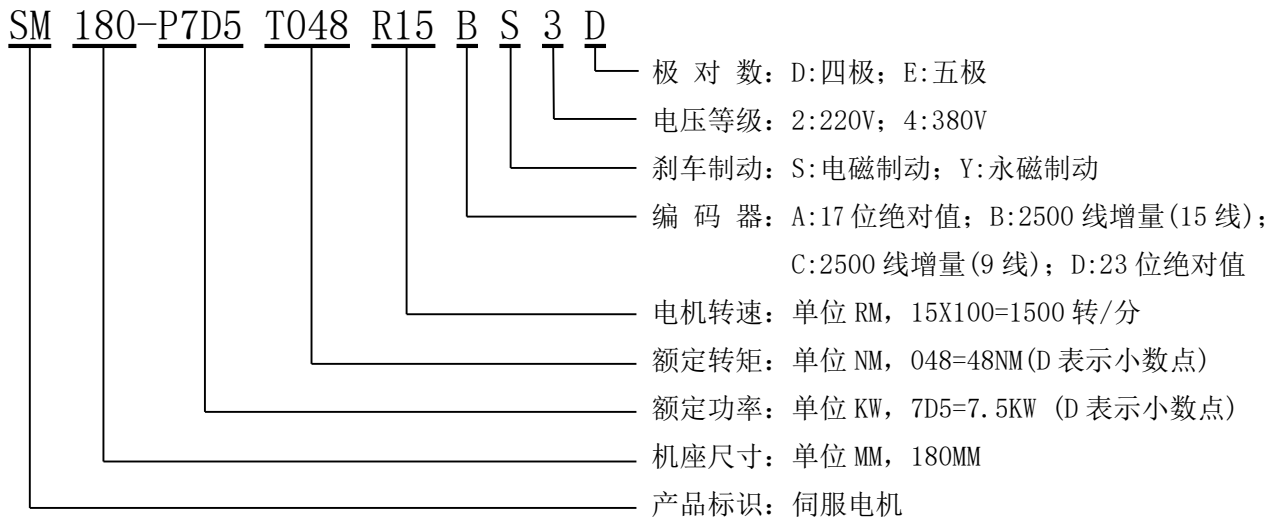 SM 180-P7D5 T048 R15 B S 3 D
极 对 数：D:四极；E:五极
电压等级：2:220V；4:380V
刹车制动：S:电磁制动；Y:永磁制动
编 码 器：A:17位绝对值；B:2500线增量(15线)；
C:2500线增量(9线)；D:23位绝对值
电机转速：单位RM，15X100=1500转/分
额定转矩：单位NM，048=48NM(D表示小数点)
额定功率：单位KW，7D5=7.5KW (D表示小数点)
机座尺寸：单位MM，180MM
产品标识：伺服电机